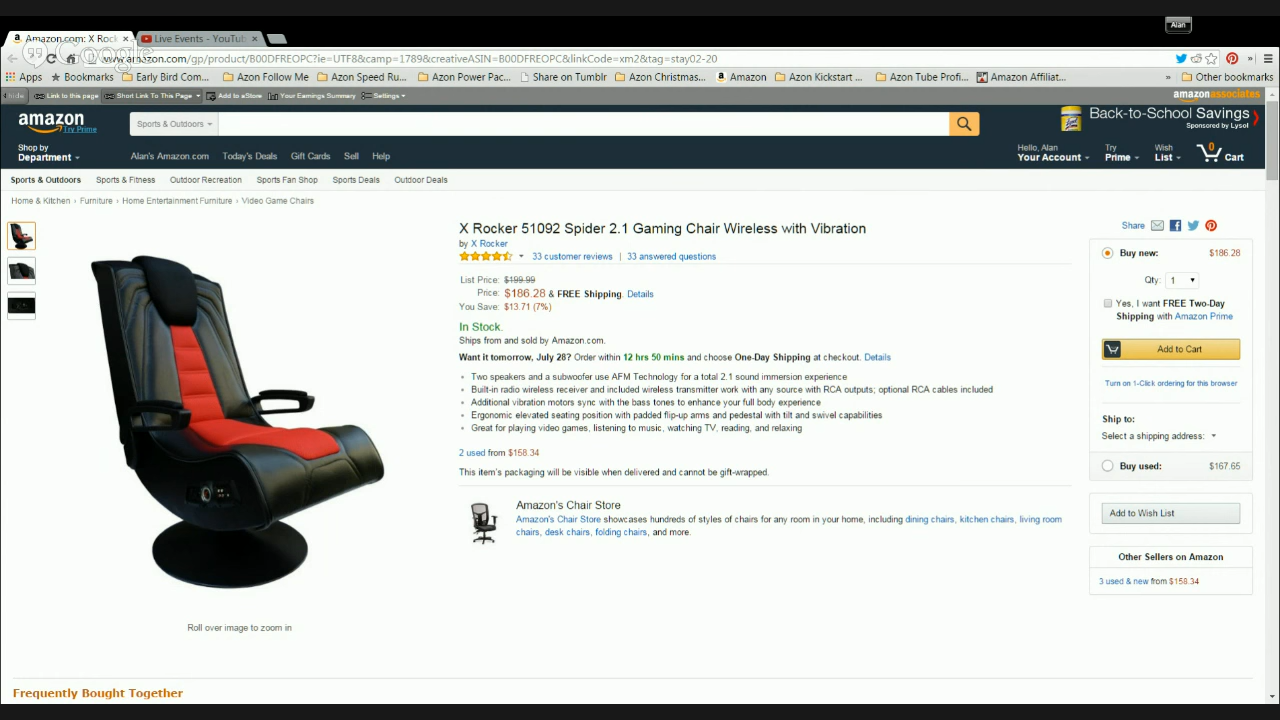 Alan
Amazon.com: X Rock
Live Events - YouTu
Google
www.amazon.com/gp/product/B00DFREOPC?ie=UTF8&camp=1789&creativeASIN=B00DFREOPC&linkCode=xm2&tag=stay02-20
Apps Bookmarks Early Bird Com... Azon Follow Me Azon Speed Ru... Azon Power Pac... Share on Tumblr Azon Christmas... Amazon Azon Kickstart ... Azon Tube Profi... Amazon Affiliat... » Other bookmarks
hide Link to this page Short Link To This Page Add to aStore Your Earnings Summary Settings amazonassociates
amazon
Try Prime
Sports & Outdoors
Back-to-School Savings
Sponsored by Lysol
Shop by
Department
Alan's Amazon.com Today's Deals Gift Cards Sell Help
Hello, Alan
Your Account
Try
Prime
Wish
List
0
Cart
Sports & Outdoors Sports & Fitness Outdoor Recreation Sports Fan Shop Sports Deals Outdoor Deals
Home & Kitchen › Furniture › Home Entertainment Furniture › Video Game Chairs
X Rocker 51092 Spider 2.1 Gaming Chair Wireless with Vibration
by X Rocker
33 customer reviews | 33 answered questions
List Price: $199.99
Price: $186.28 & FREE Shipping. Details
You Save: $13.71 (7%)
In Stock.
Ships from and sold by Amazon.com.
Want it tomorrow, July 28? Order within 12 hrs 50 mins and choose One-Day Shipping at checkout. Details
Two speakers and a subwoofer use AFM Technology for a total 2.1 sound immersion experience
Built-in radio wireless receiver and included wireless transmitter work with any source with RCA outputs; optional RCA cables included
Additional vibration motors sync with the bass tones to enhance your full body experience
Ergonomic elevated seating position with padded flip-up arms and pedestal with tilt and swivel capabilities
Great for playing video games, listening to music, watching TV, reading, and relaxing
2 used from $158.34
This item's packaging will be visible when delivered and cannot be gift-wrapped.
Amazon's Chair Store
Amazon's Chair Store showcases hundreds of styles of chairs for any room in your home, including dining chairs, kitchen chairs, living room
chairs, desk chairs, folding chairs, and more.
Roll over image to zoom in
Share
Buy new: $186.28
Qty: 1
Yes, I want FREE Two-Day
Shipping with Amazon Prime
Add to Cart
Turn on 1-Click ordering for this browser
Ship to:
Select a shipping address:
Buy used: $167.65
Add to Wish List
Other Sellers on Amazon
3 used & new from $158.34
Frequently Bought Together